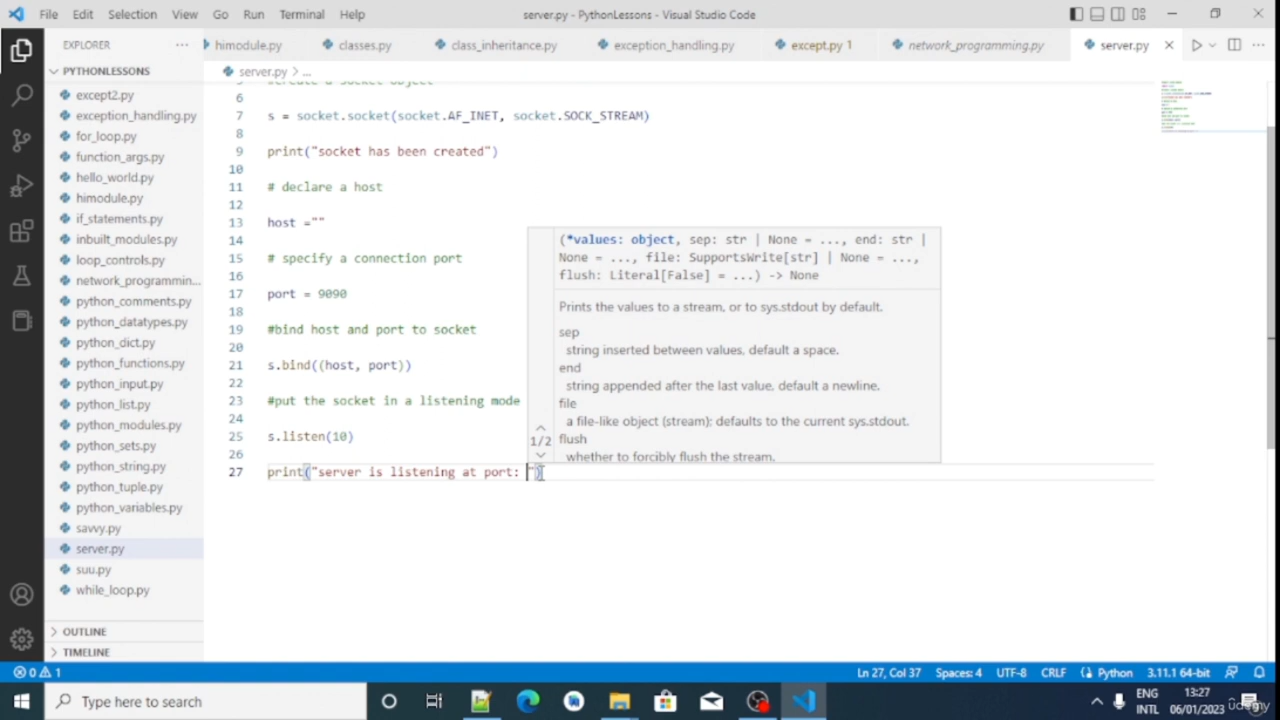 File Edit Selection View Go Run Terminal Help
server.py - PythonLessons - Visual Studio Code
EXPLORER
himodule.py classes.py class_inheritance.py exception_handling.py except.py 1 network_programming.py server.py
PYTHONLESSONS
server.py > ...
except2.py
exception_handling.py
for_loop.py
function_args.py
hello_world.py
himodule.py
if_statements.py
inbuilt_modules.py
loop_controls.py
network_programmin...
python_comments.py
python_datatypes.py
python_dict.py
python_functions.py
python_input.py
python_list.py
python_modules.py
python_sets.py
python_string.py
python_tuple.py
python_variables.py
savvy.py
server.py
suu.py
while_loop.py
OUTLINE
TIMELINE
#create a socket object
6
7 s = socket.socket(socket.AF_INET, socket.SOCK_STREAM)
8
9 print("socket has been created")
10
11 # declare a host
12
13 host =""
14
15 # specify a connection port
16
17 port = 9090
18
19 #bind host and port to socket
20
21 s.bind((host, port))
22
23 #put the socket in a listening mode
24
25 s.listen(10)
26
27 print("server is listening at port: ")
(*values: object, sep: str | None = ..., end: str |
None = ..., file: SupportsWrite[str] | None = ...,
flush: Literal[False] = ...) -> None
Prints the values to a stream, or to sys.stdout by default.
sep
string inserted between values, default a space.
end
string appended after the last value, default a newline.
file
a file-like object (stream); defaults to the current sys.stdout.
flush
whether to forcibly flush the stream.
1/2
0 1
Ln 27, Col 37 Spaces: 4 UTF-8 CRLF Python 3.11.1 64-bit
Type here to search
ENG
INTL
13:27
06/01/2023
udemy